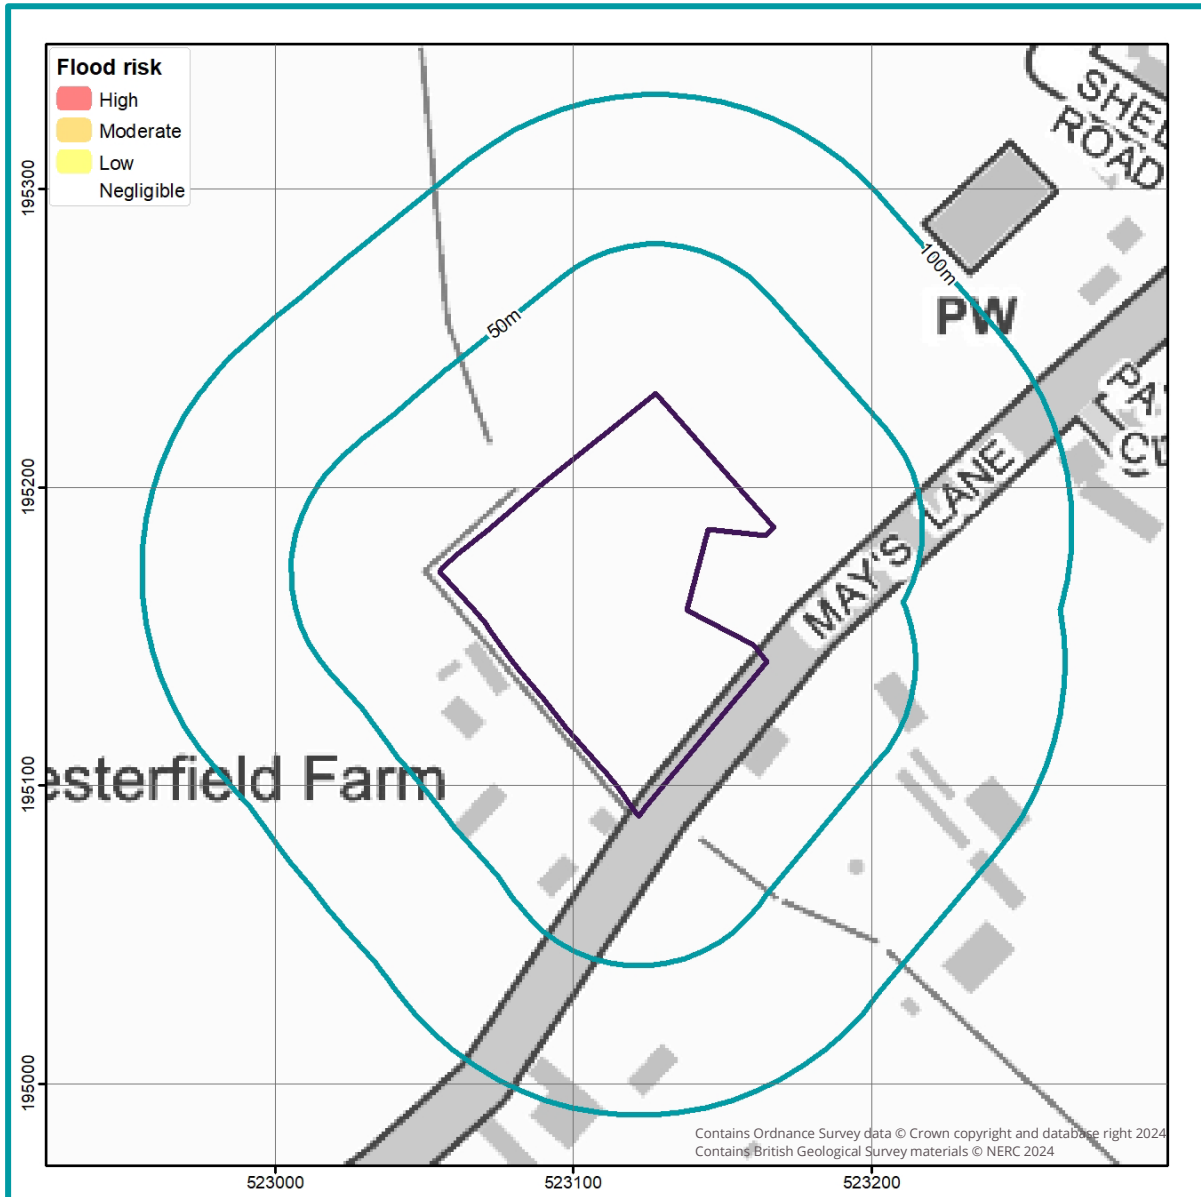 Flood risk
High
Moderate
Low
Negligible
SHEL
ROAD
100m
PW
50m
PA
MAY'S LANE
esterfield Farm
195300
195200
195100
195000
Contains Ordnance Survey data © Crown copyright and database right 2024
Contains British Geological Survey materials © NERC 2024
523000
523100
523200